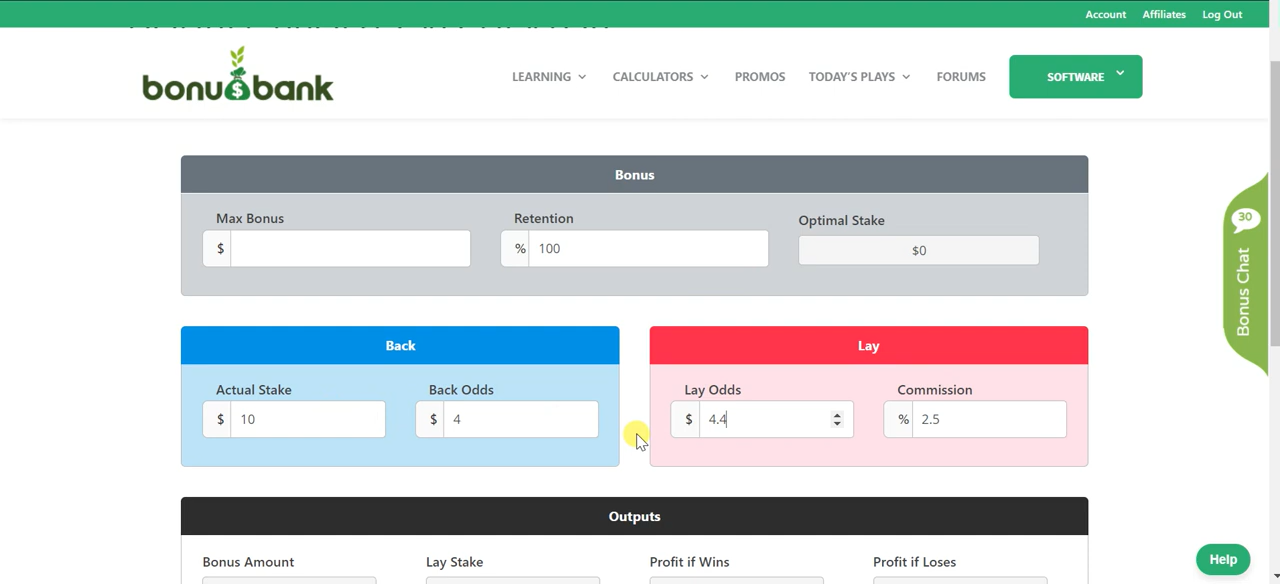 Account Affiliates Log Out
bonusbank
LEARNING CALCULATORS PROMOS TODAY'S PLAYS FORUMS SOFTWARE
Bonus
Max Bonus Retention Optimal Stake
$ % 100 $0
Back Lay
Actual Stake Back Odds Lay Odds Commission
$ 10 $ 4 $ 4.4 % 2.5
Outputs
Bonus Amount Lay Stake Profit if Wins Profit if Loses
30
Bonus Chat
Help